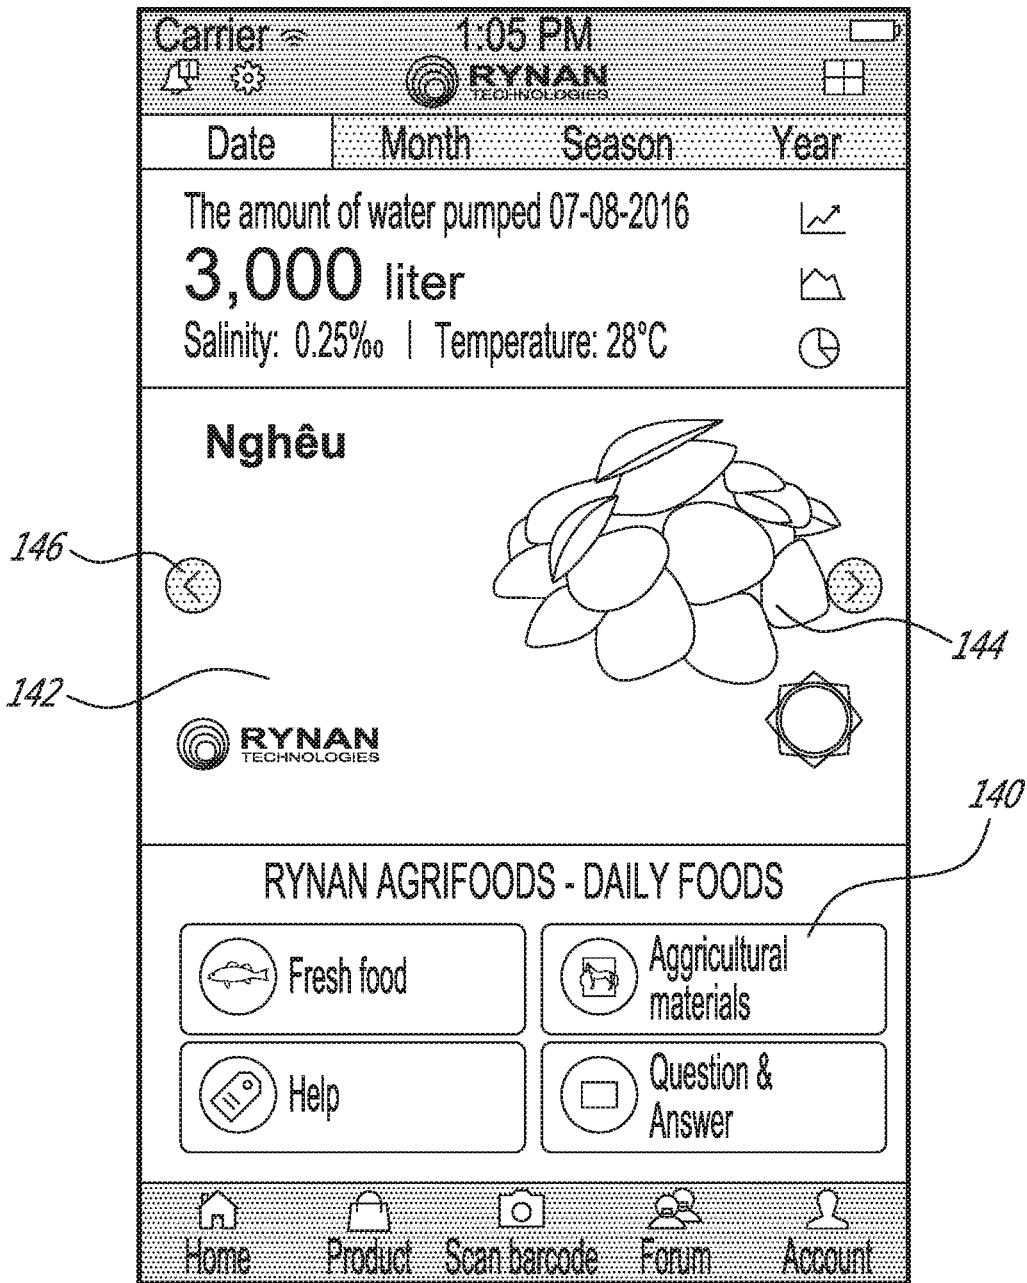 Carrier 1:05 PM
1
RYNAN
TECHNOLOGIES
Date Month Season Year
The amount of water pumped 07-08-2016
3,000 liter
Salinity: 0.25‰ | Temperature: 28°C
Nghêu
146
144
142
RYNAN
TECHNOLOGIES
140
RYNAN AGRIFOODS - DAILY FOODS
Fresh food
Aggricultural
materials
Help
Question &
Answer
Home Product Scan barcode Forum Account